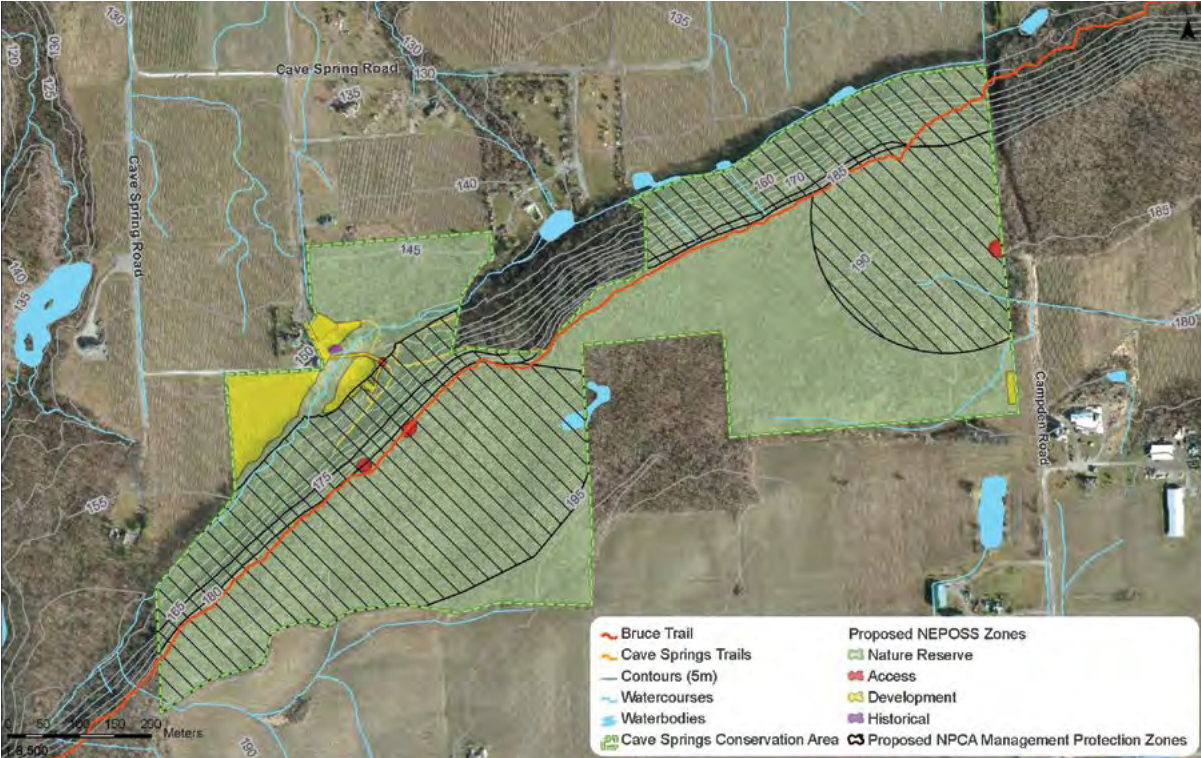 130
130
120
130
125
135
Cave Spring Road
130
135
Cave Spring Road
140
160
170
185
185
145
190
140
135
180
150
175
195
155
165
180
Campden Road
190
0 50 100 150 200
Meters
1:8,500
Bruce Trail
Cave Springs Trails
Contours (5m)
Watercourses
Waterbodies
Cave Springs Conservation Area
Proposed NEPOSS Zones
Nature Reserve
Access
Development
Historical
Proposed NPCA Management Protection Zones